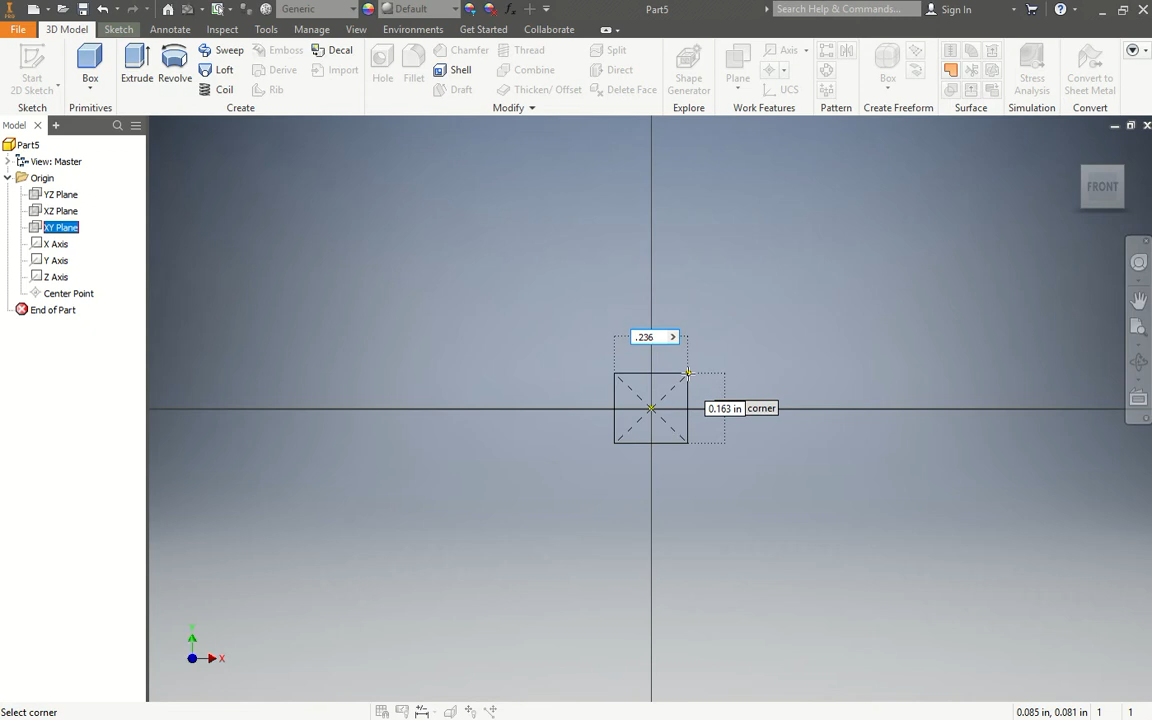 Generic
Default
fx
Part5
Search Help & Commands...
Sign In
File
3D Model
Sketch
Annotate
Inspect
Tools
Manage
View
Environments
Get Started
Collaborate
Start
2D Sketch
Sketch
Box
Primitives
Extrude
Revolve
Sweep
Loft
Coil
Emboss
Derive
Rib
Decal
Import
Create
Hole
Fillet
Chamfer
Shell
Draft
Thread
Combine
Thicken/ Offset
Split
Direct
Delete Face
Modify
Shape
Generator
Explore
Plane
Axis
UCS
Work Features
Pattern
Box
Create Freeform
Surface
Stress
Analysis
Simulation
Convert to
Sheet Metal
Convert
Model
Part5
View: Master
Origin
YZ Plane
XZ Plane
XY Plane
X Axis
Y Axis
Z Axis
Center Point
End of Part
FRONT
.236
0.163 in
corner
Y
X
Select corner
0.085 in, 0.081 in
1
1